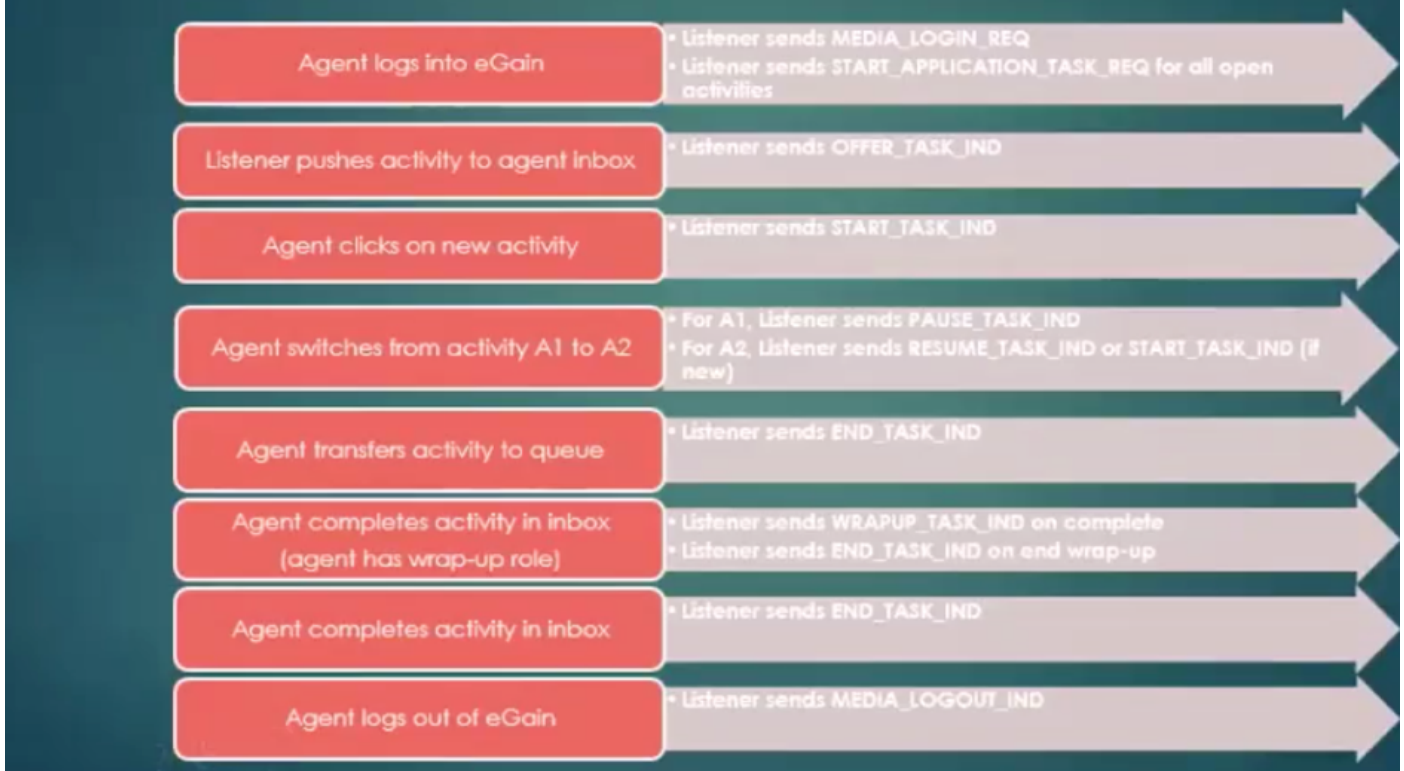 Agent logs into eGain
• Listener sends MEDIA_LOGIN_REQ
• Listener sends START_APPLICATION_TASK_REQ for all open
activities
Listener pushes activity to agent inbox
• Listener sends OFFER_TASK_IND
Agent clicks on new activity
• Listener sends START_TASK_IND
Agent switches from activity A1 to A2
• For A1, Listener sends PAUSE_TASK_IND
• For A2, Listener sends RESUME_TASK_IND or START_TASK_IND (if
new)
Agent transfers activity to queue
• Listener sends END_TASK_IND
Agent completes activity in inbox
(agent has wrap-up role)
• Listener sends WRAPUP_TASK_IND on complete
• Listener sends END_TASK_IND on end wrap-up
Agent completes activity in inbox
• Listener sends END_TASK_IND
Agent logs out of eGain
• Listener sends MEDIA_LOGOUT_IND